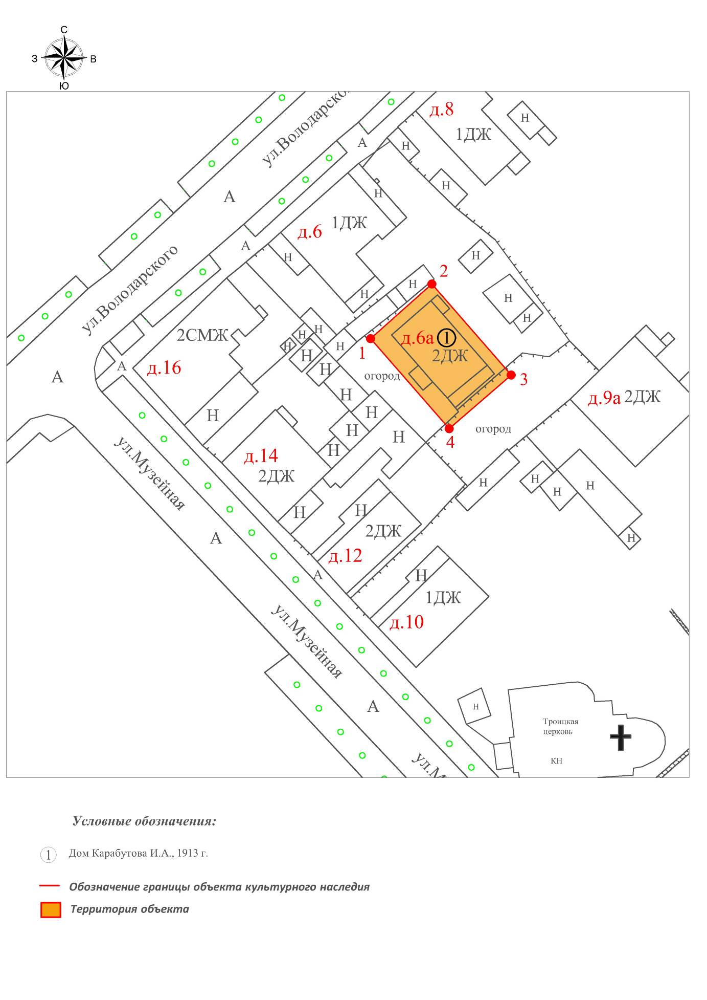 С
З
В
Ю
ул.Володарско
д.8
1ДЖ
Н
А
Н
Н
А
Н
1ДЖ
д.6
А
Н
Н
Н
2
Н
Н
Н
ул.Володарского
2СМЖ
Н
Н
Н
Н
Н
д.6а
1
2ДЖ
1
Н
д.16
А
А
огород
3
Н
д.9а
2ДЖ
Н
Н
Н
Н
Н
4
огород
ул.Музейная
д.14
2ДЖ
Н
Н
Н
Н
Н
Н
Н
2ДЖ
А
Н
д.12
А
Н
1ДЖ
д.10
ул.Музейная
А
Н
Троицкая
церковь
КН
ул.М
Условные обозначения:
1
Дом Карабутова И.А., 1913 г.
Обозначение границы объекта культурного наследия
Территория объекта